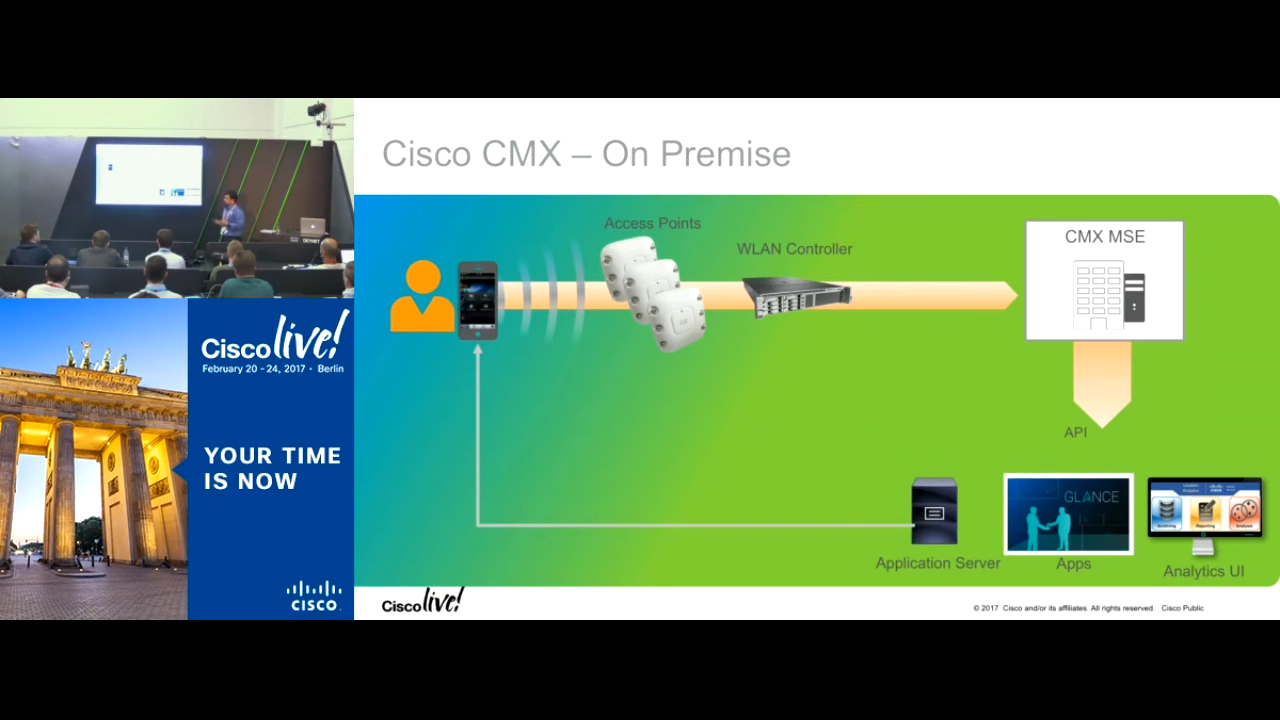 Cisco CMX – On Premise
Access Points
WLAN Controller
CMX MSE
API
GLANCE
Application Server
Apps
Analytics UI
Cisco live!
February 20 - 24, 2017 • Berlin
YOUR TIME
IS NOW
CISCO
Cisco live!
© 2017 Cisco and/or its affiliates. All rights reserved. Cisco Public